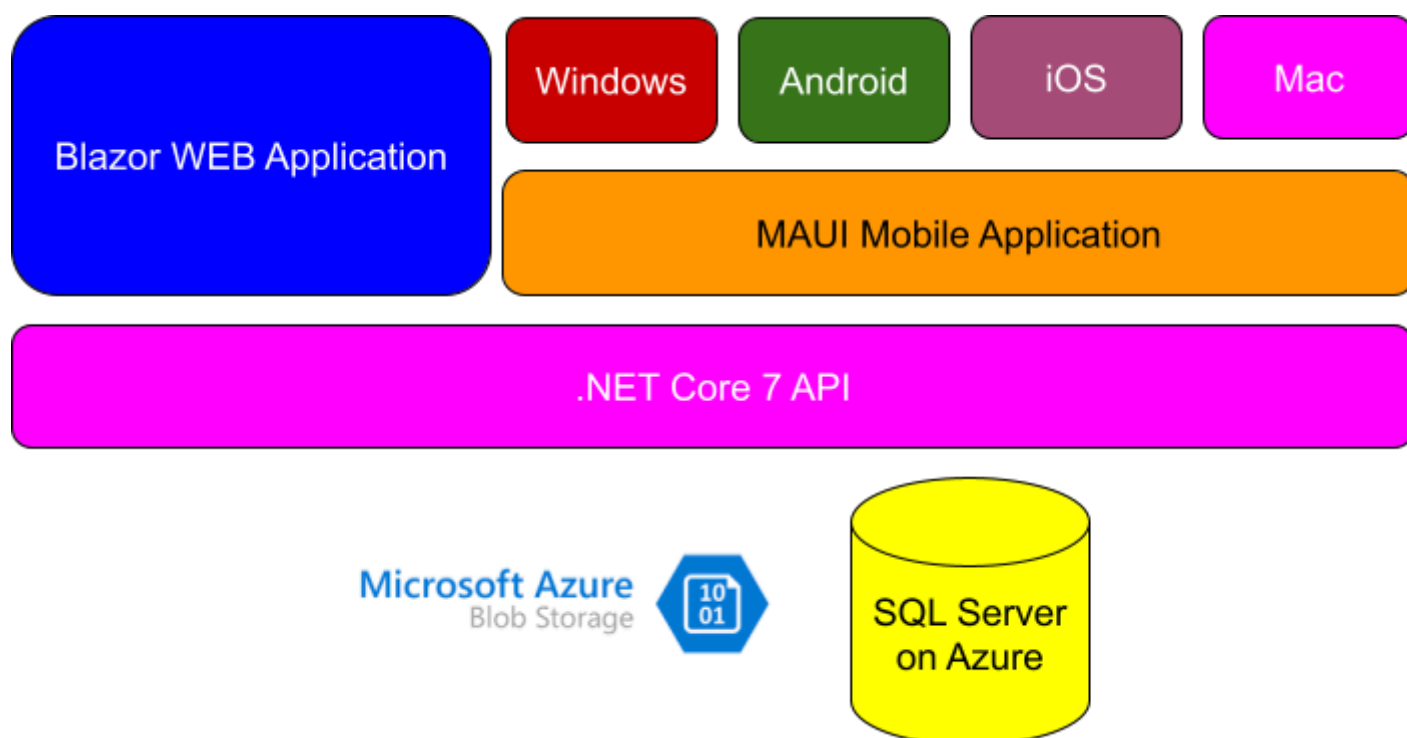 Blazor WEB Application
Windows
Android
iOS
Mac
MAUI Mobile Application
.NET Core 7 API
Microsoft Azure
Blob Storage
10
01
SQL Server
on Azure